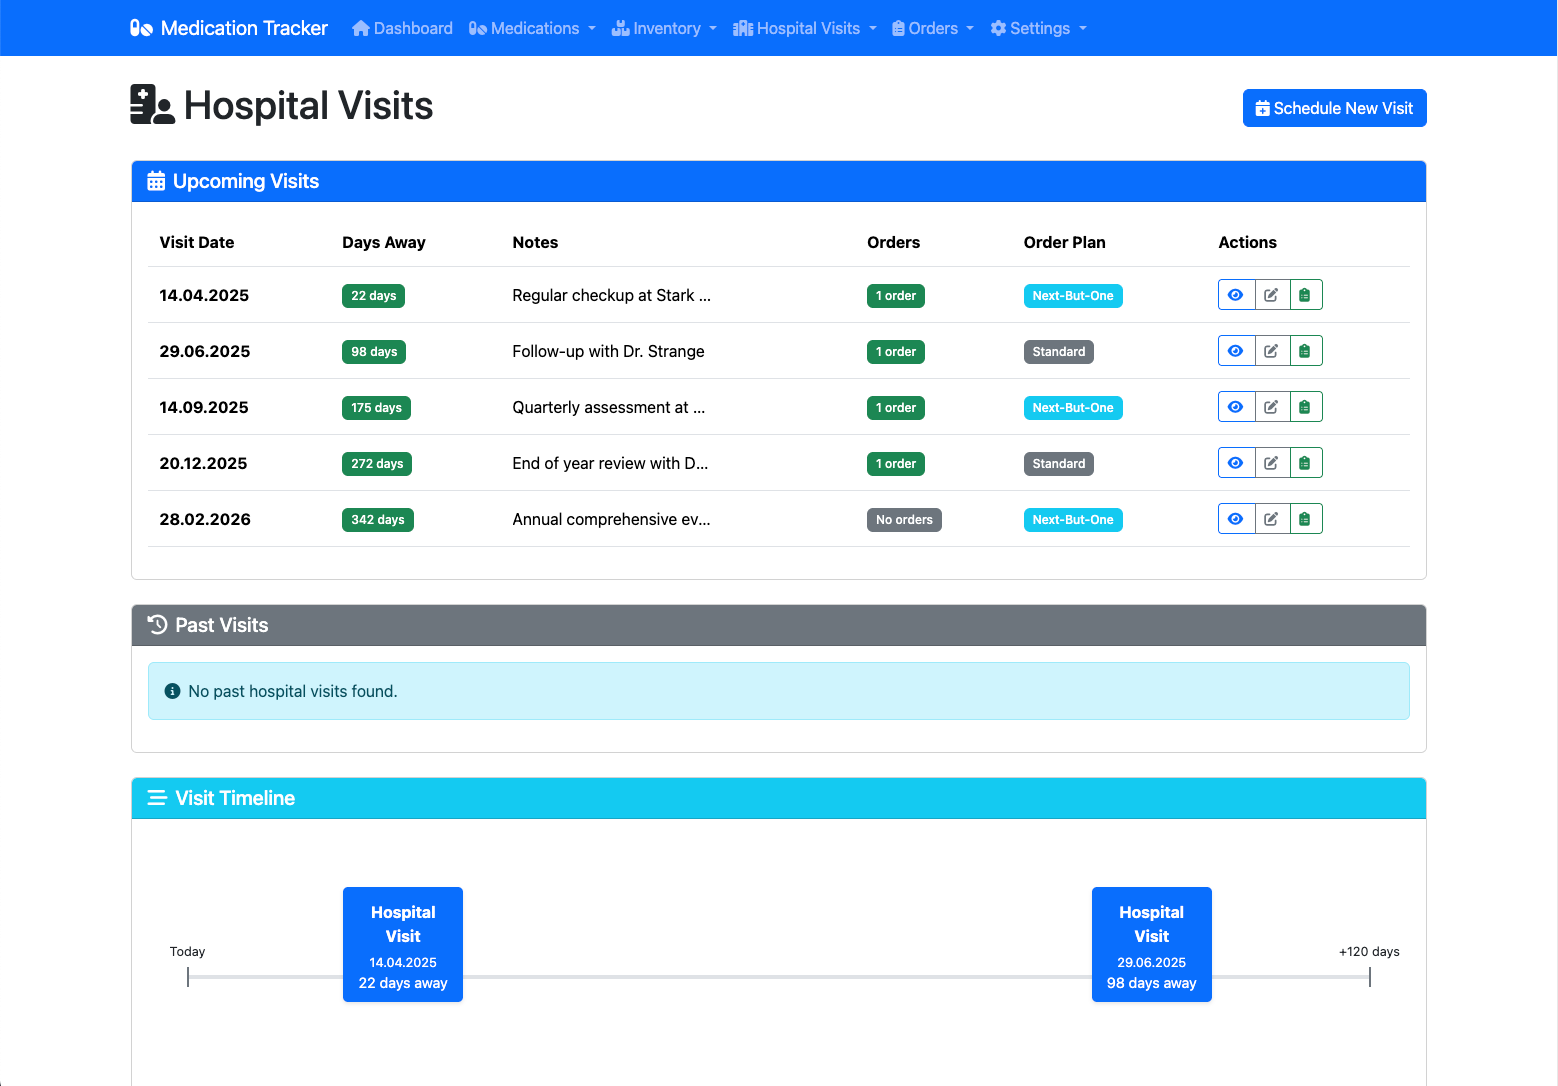 Medication Tracker Dashboard Medications Inventory Hospital Visits Orders Settings
Hospital Visits
Schedule New Visit
Upcoming Visits
Visit Date Days Away Notes Orders Order Plan Actions
14.04.2025 22 days Regular checkup at Stark ... 1 order Next-But-One
29.06.2025 98 days Follow-up with Dr. Strange 1 order Standard
14.09.2025 175 days Quarterly assessment at ... 1 order Next-But-One
20.12.2025 272 days End of year review with D... 1 order Standard
28.02.2026 342 days Annual comprehensive ev... No orders Next-But-One
Past Visits
No past hospital visits found.
Visit Timeline
Today
Hospital
Visit
14.04.2025
22 days away
Hospital
Visit
29.06.2025
98 days away
+120 days